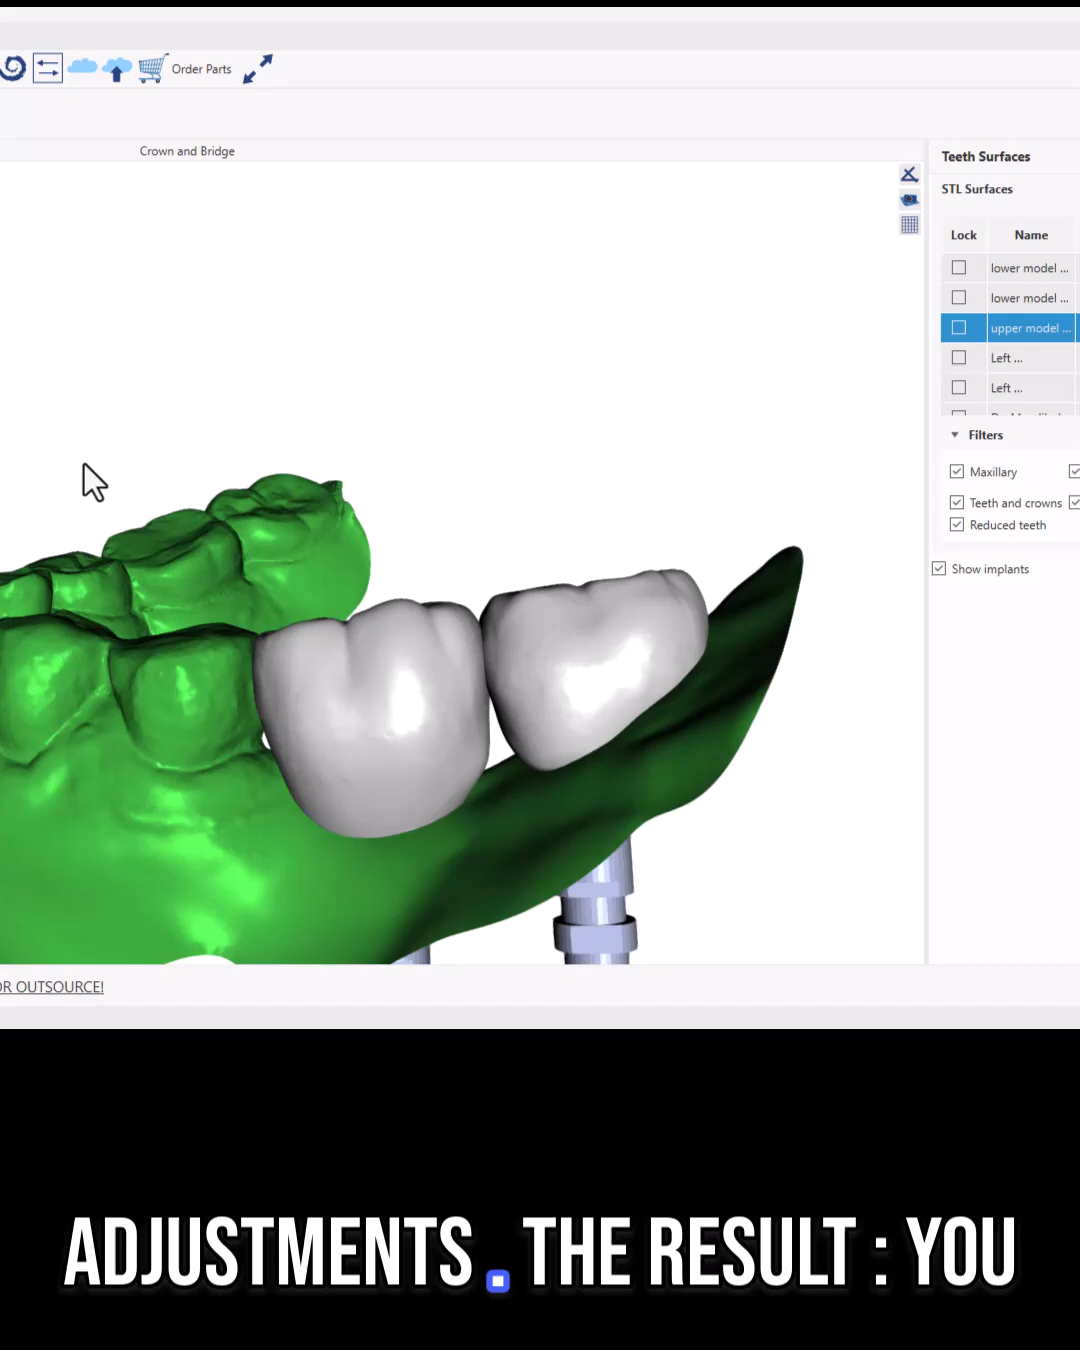 Order Parts
Crown and Bridge
Teeth Surfaces
STL Surfaces
Lock Name
lower model ...
lower model ...
upper model ...
Left ...
Left ...
Filters
Maxillary
Teeth and crowns
Reduced teeth
Show implants
OR OUTSOURCE!
ADJUSTMENTS. THE RESULT : YOU